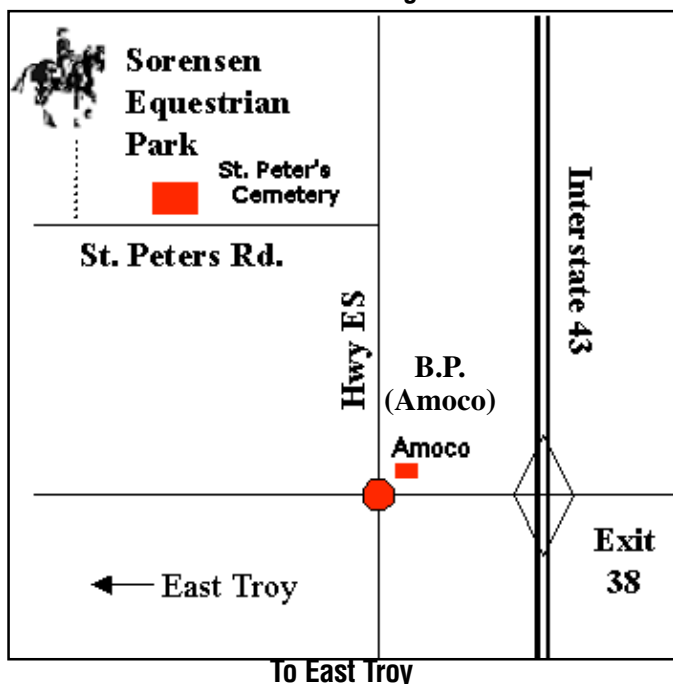 Sorensen
Equestrian
Park
St. Peter's
Cemetery
St. Peters Rd.
Interstate 43
Hwy ES
B.P.
(Amoco)
Amoco
Exit
38
East Troy
To East Troy